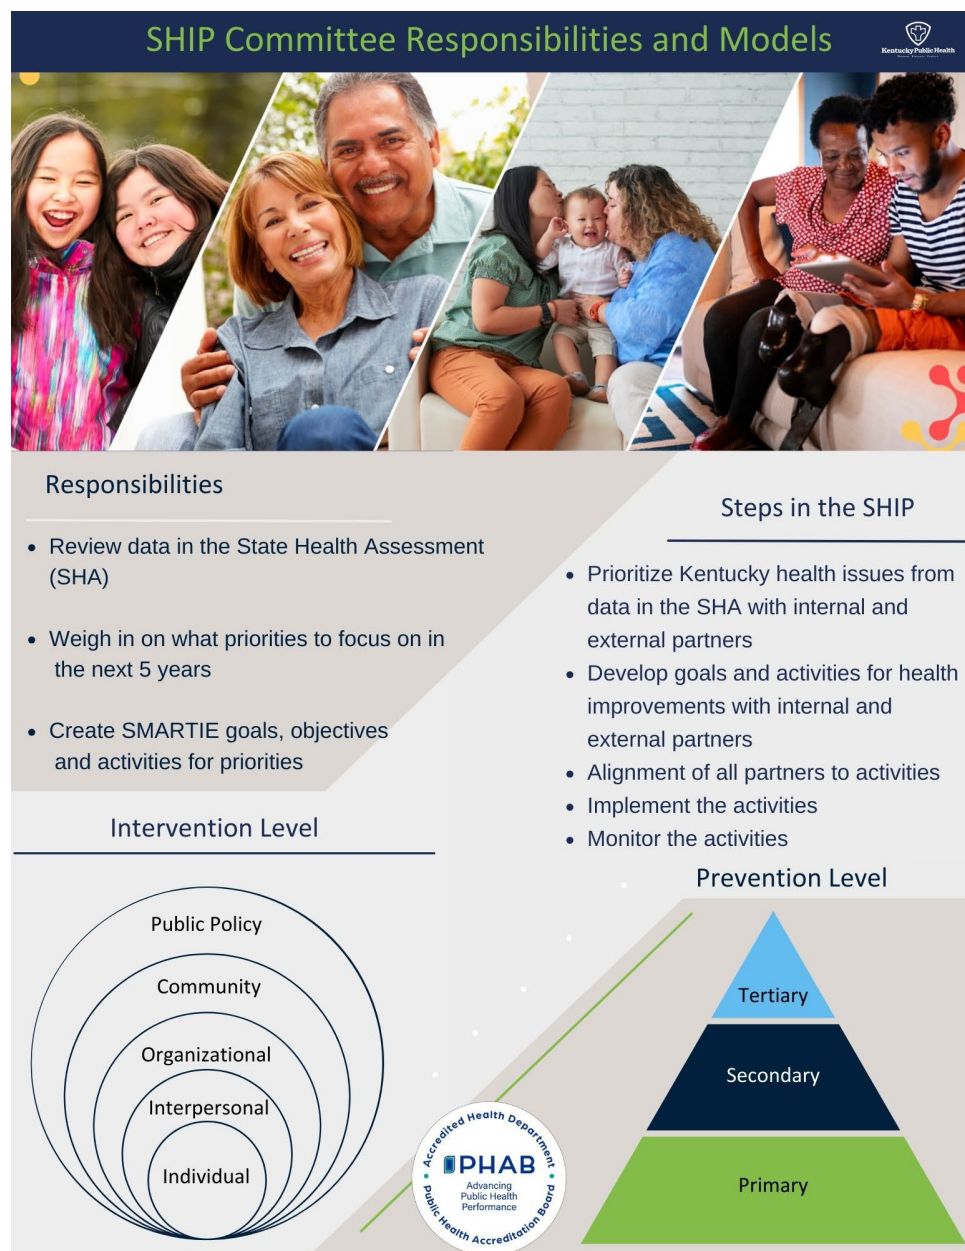 SHIP Committee Responsibilities and Models
Kentucky Public Health
Responsibilities
• Review data in the State Health Assessment
(SHA)
• Weigh in on what priorities to focus on in
the next 5 years
• Create SMARTIE goals, objectives
and activities for priorities
Steps in the SHIP
• Prioritize Kentucky health issues from
data in the SHA with internal and
external partners
• Develop goals and activities for health
improvements with internal and
external partners
• Alignment of all partners to activities
• Implement the activities
• Monitor the activities
Intervention Level
Public Policy
Community
Organizational
Interpersonal
Individual
Prevention Level
Tertiary
Secondary
Primary
Accredited Health Department
PHAB
Advancing
Public Health
Performance
Public Health Accreditation Board